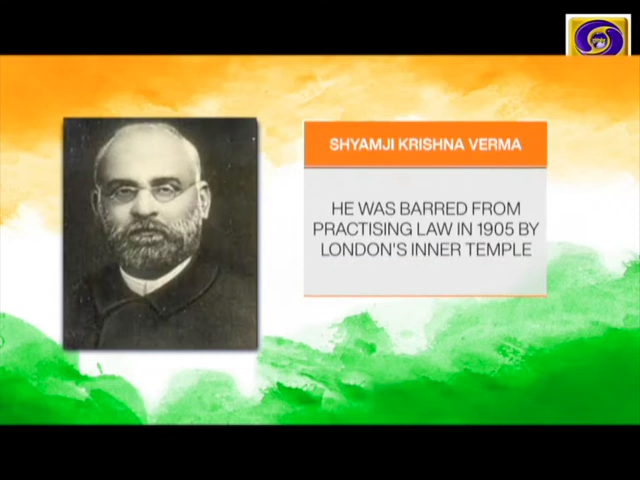 SHYAMJI KRISHNA VERMA
HE WAS BARRED FROM
PRACTISING LAW IN 1905 BY
LONDON'S INNER TEMPLE